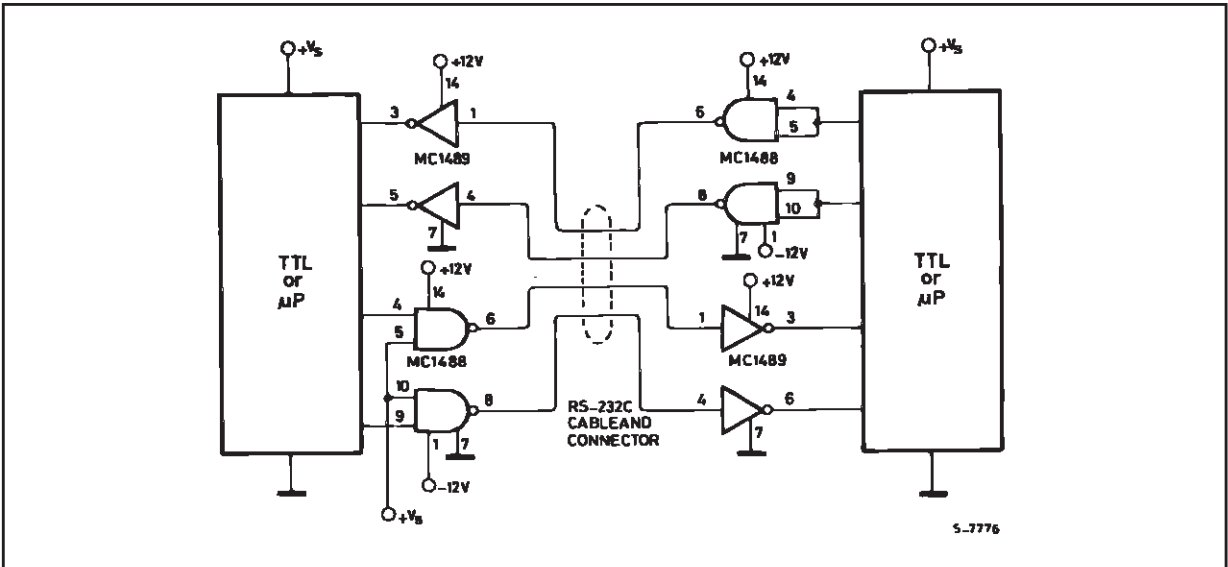 +Vs
+12V
14
3
1
MC1489
5
4
7
TTL
or
µP
+12V
14
4
6
5
MC1488
10
8
9
1
7
-12V
+Vs
RS-232C
CABLEAND
CONNECTOR
+12V
14
6
4
5
MC1488
9
8
10
7
1
-12V
+12V
14
1
3
MC1489
4
6
7
+Vs
TTL
or
µP
S-7776